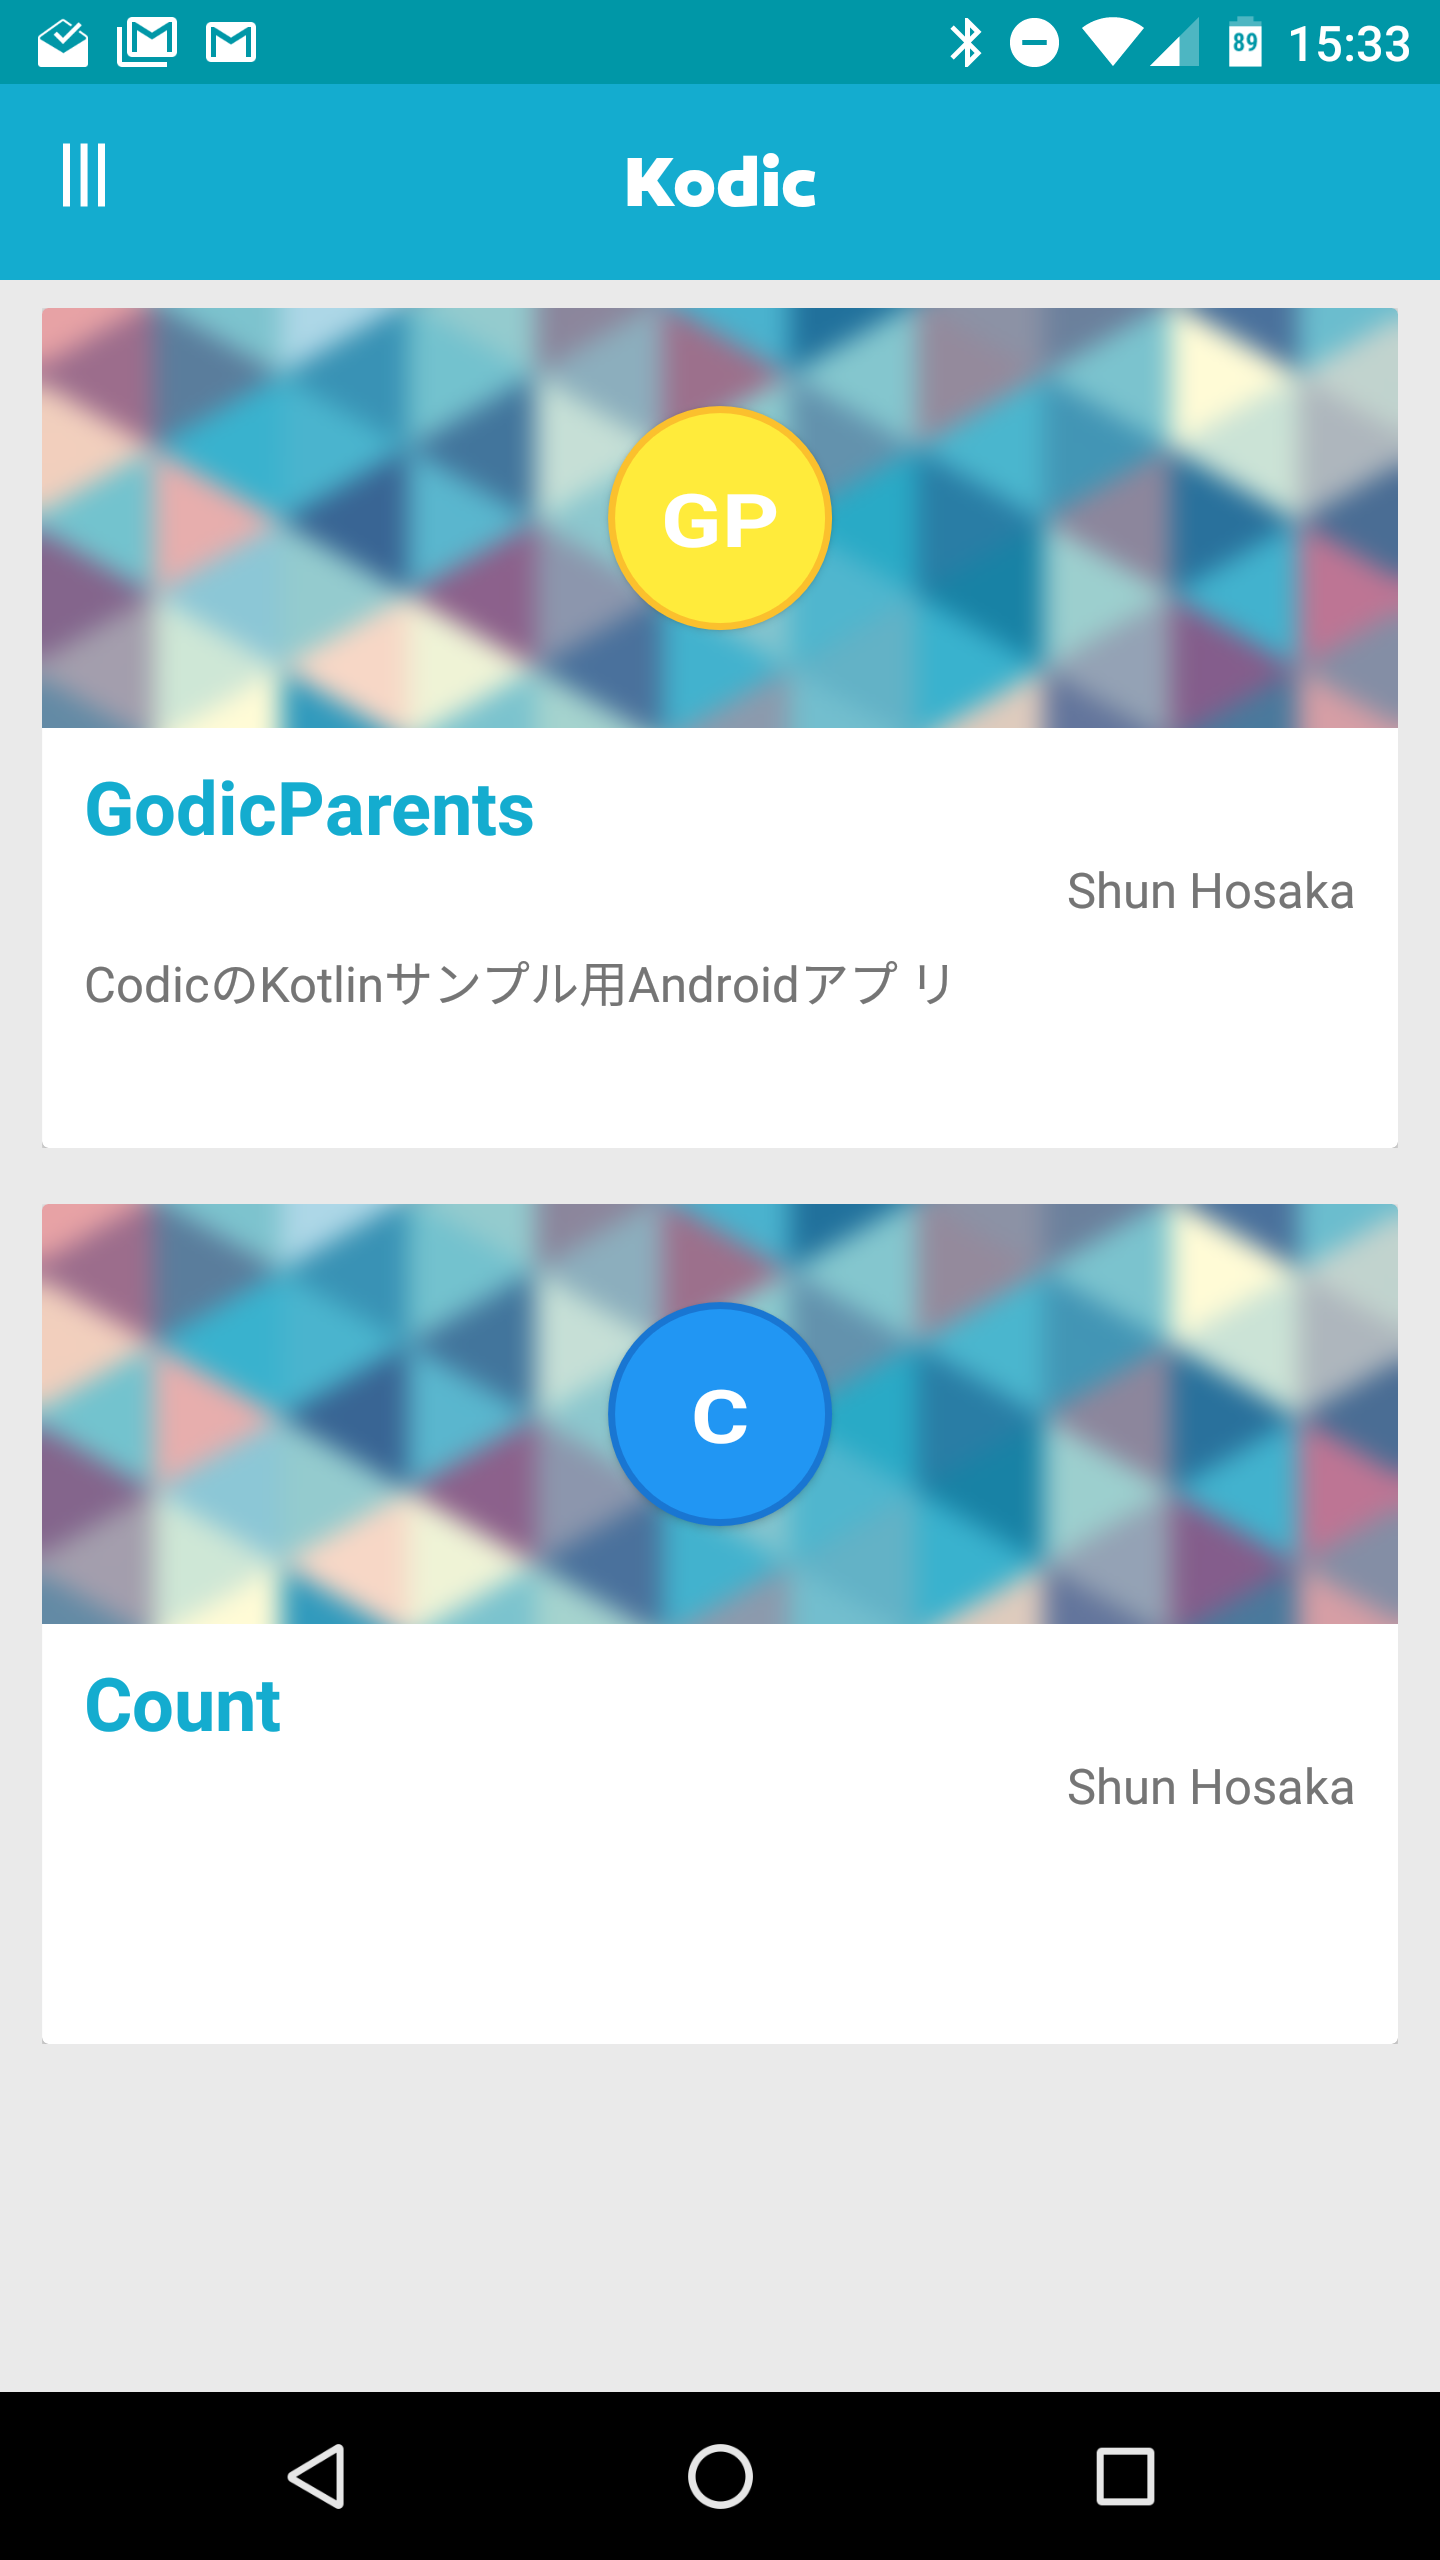 89 15:33
Kodic
GP
GodicParents
Shun Hosaka
CodicのKotlinサンプル用Androidアプ リ
C
Count
Shun Hosaka